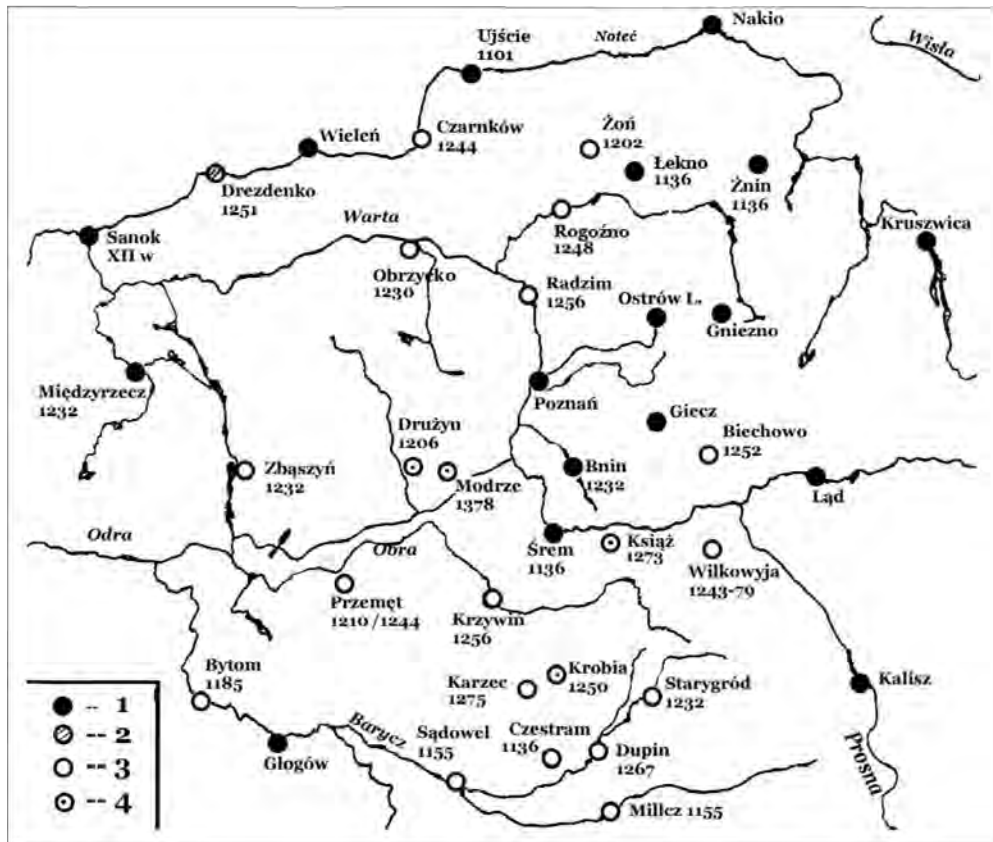 Nakło
Ujście
1101
Noteć
Wisła
Wieleń
Czarnków
1244
Żoń
1202
Łekno
1136
Żnin
1136
Drezdenko
1251
Warta
Sanok
XII w
Obrzycko
1230
Rogoźno
1248
Kruszwica
Radzim
1256
Ostrów L.
Gniezno
Międzyrzecz
1232
Poznań
Drużyu
1206
Giecz
Biechowo
1252
Zbąszyń
1232
Modrze
1378
Bnin
1232
Ląd
Odra
Obra
Śrem
1136
Książ
1273
Wilkowyja
1243-79
Przemęt
1210 /1244
Krzywiń
1256
Bytom
1185
Karzec
1275
Krobia
1250
Starygród
1232
Kalisz
Barycz
Sądowel
1155
Czestram
1136
Dupin
1267
Głogów
Milicz 1155
Prosna
-- 1
-- 2
--- 3
--- 4